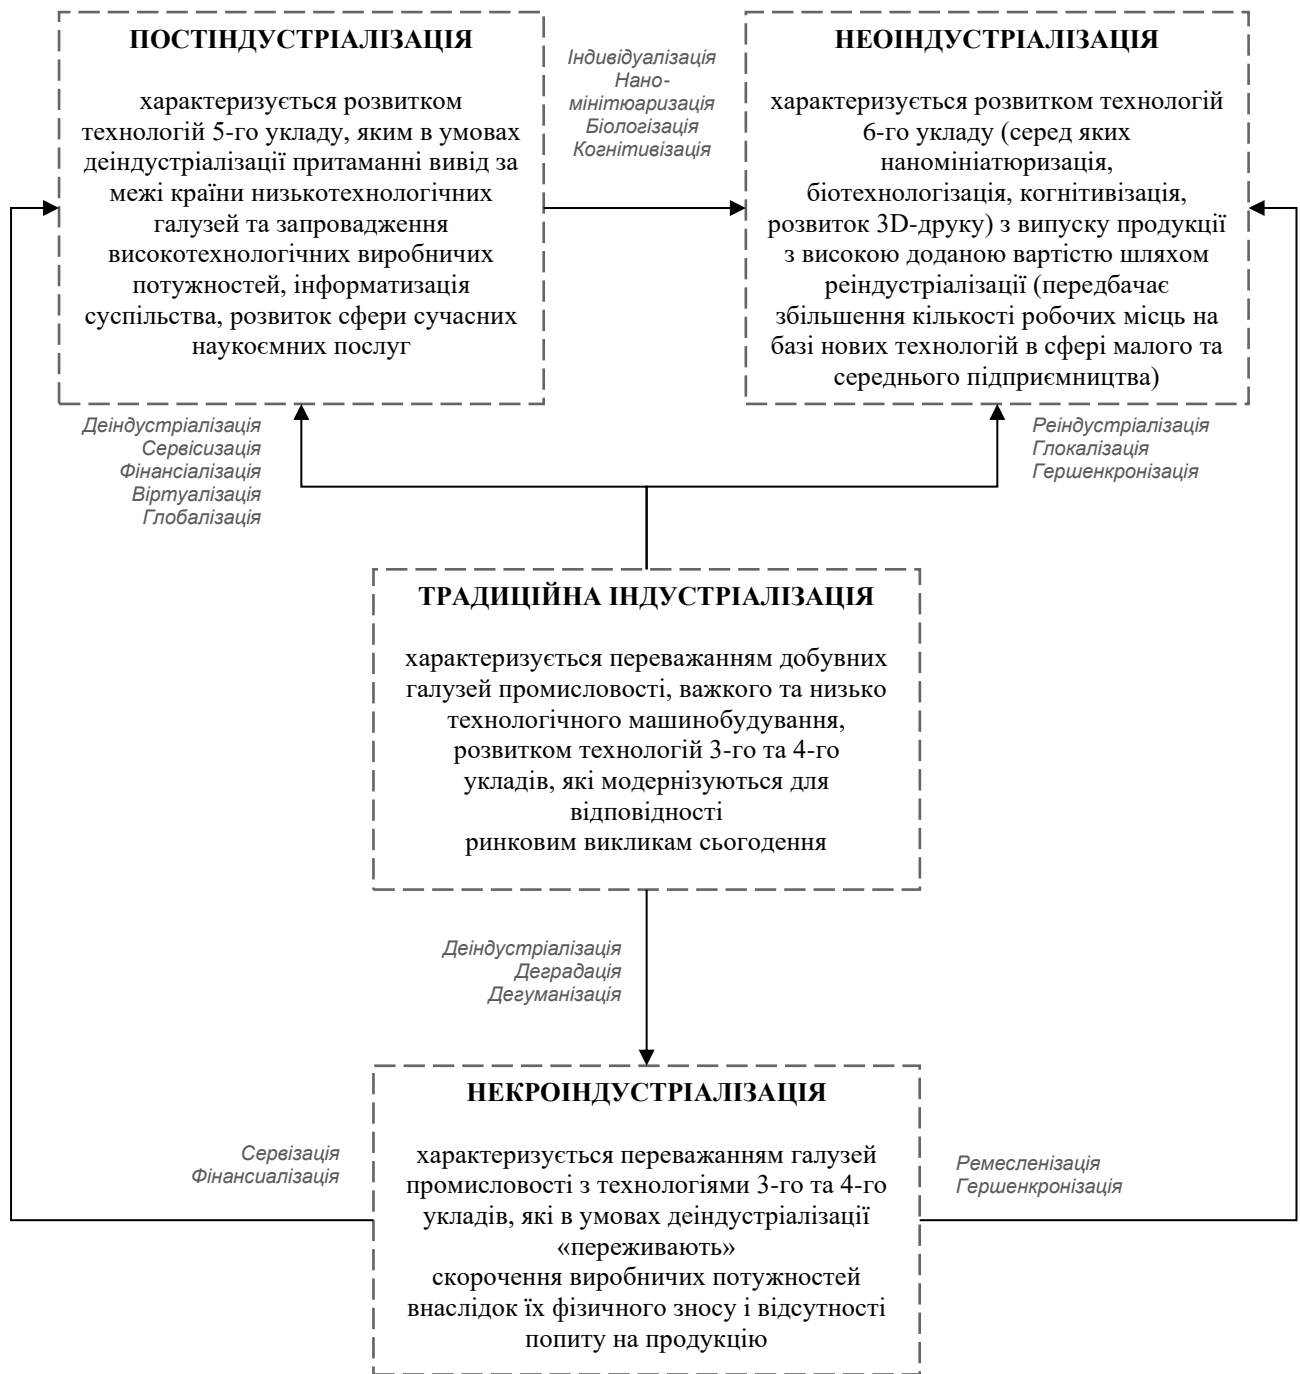 ПОСТІНДУСТРІАЛІЗАЦІЯ
характеризується розвитком
технологій 5-го укладу, яким в умовах
деіндустріалізації притаманні вивід за
межі країни низькотехнологічних
галузей та запровадження
високотехнологічних виробничих
потужностей, інформатизація
суспільства, розвиток сфери сучасних
наукоємних послуг
Індивідуалізація
Нано-
мінітюаризація
Біологізація
Когнітивізація
НЕОІНДУСТРІАЛІЗАЦІЯ
характеризується розвитком технологій
6-го укладу (серед яких
наномініатюризація,
біотехнологізація, когнітивізація,
розвиток 3D-друку) з випуску продукції
з високою доданою вартістю шляхом
реіндустріалізації (передбачає
збільшення кількості робочих місць на
базі нових технологій в сфері малого та
середнього підприємництва)
Деіндустріалізація
Сервісизація
Фінансіалізація
Віртуалізація
Глобалізація
Реіндустріалізація
Глокалізація
Гершенкронізація
ТРАДИЦІЙНА ІНДУСТРІАЛІЗАЦІЯ
характеризується переважанням добувних
галузей промисловості, важкого та низько
технологічного машинобудування,
розвитком технологій 3-го та 4-го
укладів, які модернізуються для
відповідності
ринковим викликам сьогодення
Деіндустріалізація
Деградація
Дегуманізація
НЕКРОІНДУСТРІАЛІЗАЦІЯ
характеризується переважанням галузей
промисловості з технологіями 3-го та 4-го
укладів, які в умовах деіндустріалізації
«переживають»
скорочення виробничих потужностей
внаслідок їх фізичного зносу і відсутності
попиту на продукцію
Сервізація
Фінансиалізація
Ремесленізація
Гершенкронізація